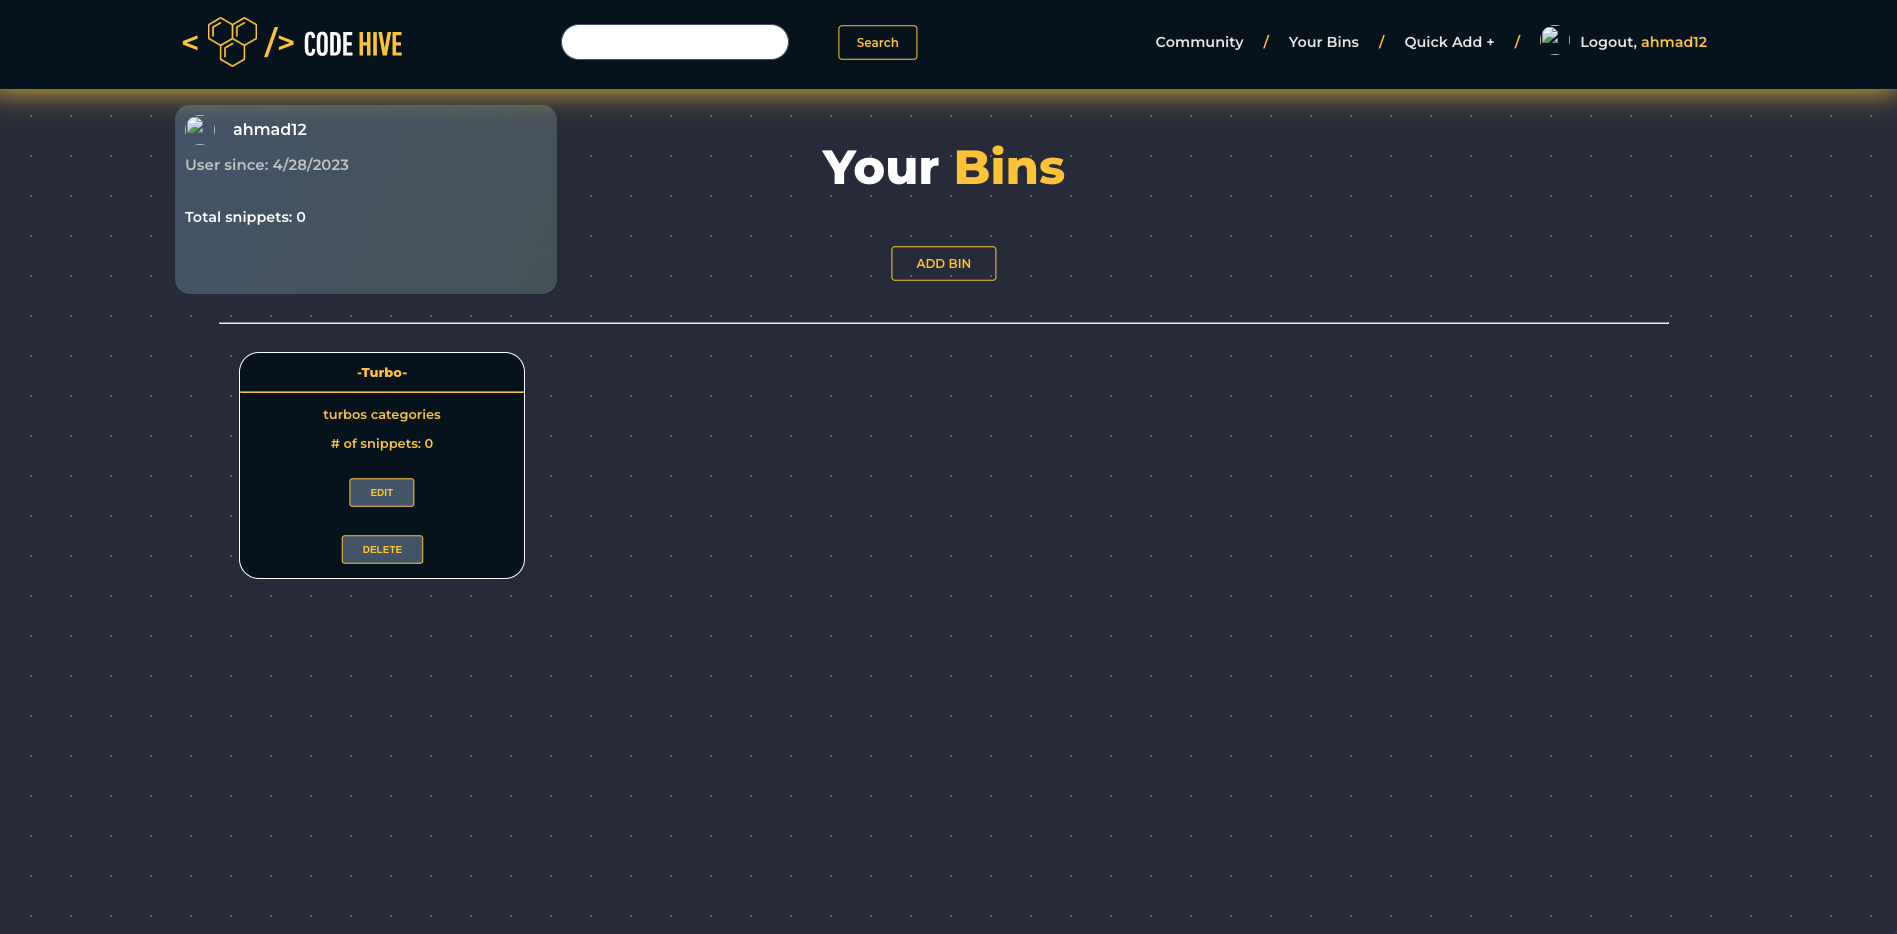 < /> CODE HIVE
Search
Community / Your Bins / Quick Add + / Logout, ahmad12
ahmad12
User since: 4/28/2023
Total snippets: 0
Your Bins
ADD BIN
-Turbo-
turbos categories
# of snippets: 0
EDIT
DELETE